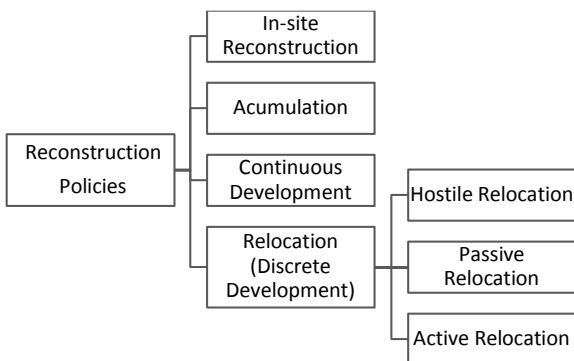 In-site
Reconstruction
Acumulation
Reconstruction
Policies
Continuous
Development
Relocation
(Discrete
Development)
Hostile Relocation
Passive
Relocation
Active Relocation